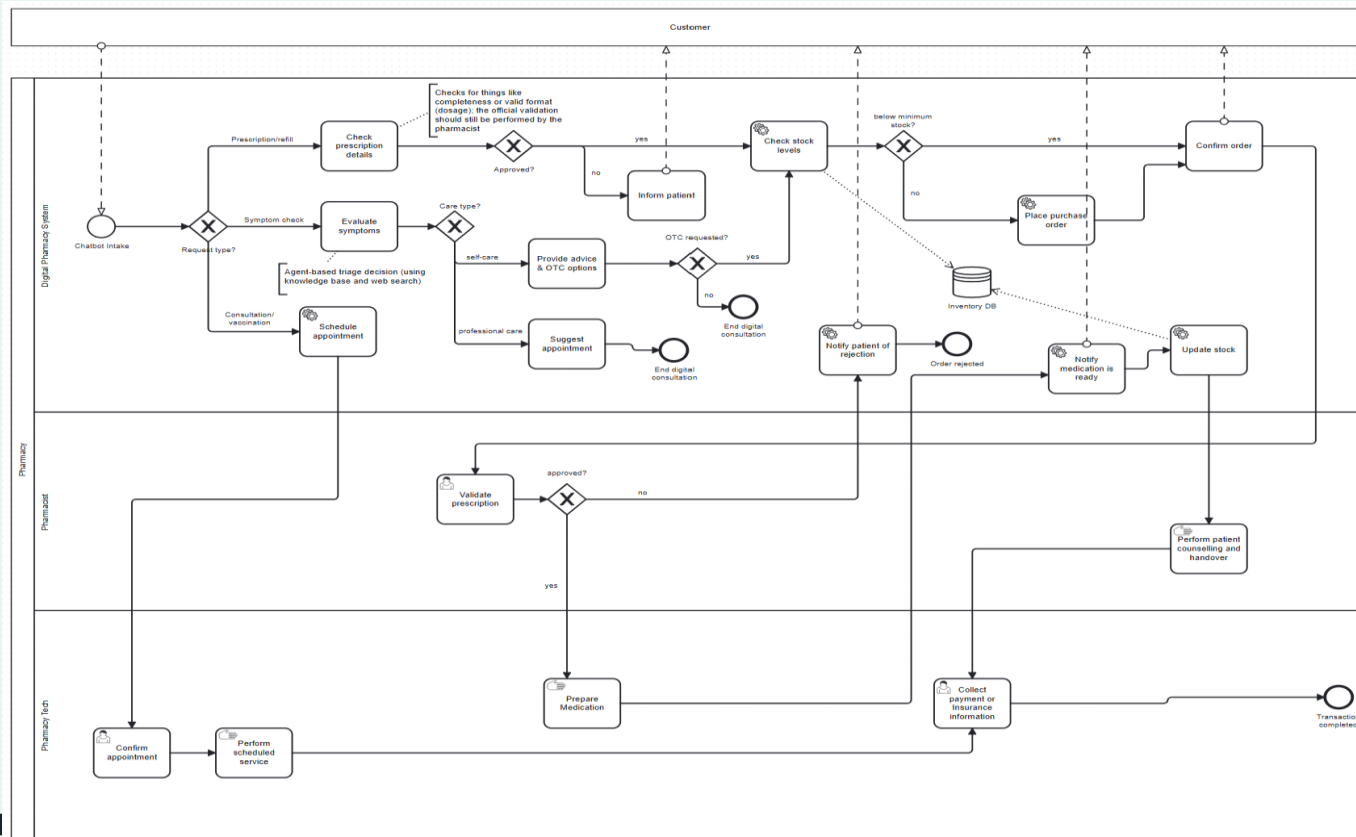 Customer
Checks for things like
completeness or valid format
(dosage); the official validation
should still be performed by the
pharmacist
Prescription/refill
Check
prescription
details
Approved?
yes
no
Inform patient
Check stock
levels
below minimum
stock?
yes
no
Confirm order
Place purchase
order
Chatbot Intake
Request type?
Symptom check
Evaluate
symptoms
Care type?
self-care
Provide advice
& OTC options
OTC requested?
yes
no
End digital
consultation
Agent-based triage decision (using
knowledge base and web search)
Consultation/
vaccination
Schedule
appointment
professional care
Suggest
appointment
End digital
consultation
Inventory DB
Notify patient of
rejection
Order rejected
Notify
medication is
ready
Update stock
Digital Pharmacy System
Pharmacy
Pharmacist
Validate
prescription
approved?
no
yes
Perform patient
counselling and
handover
Pharmacy Tech
Prepare
Medication
Collect
payment or
Insurance
information
Confirm
appointment
Perform
scheduled
service